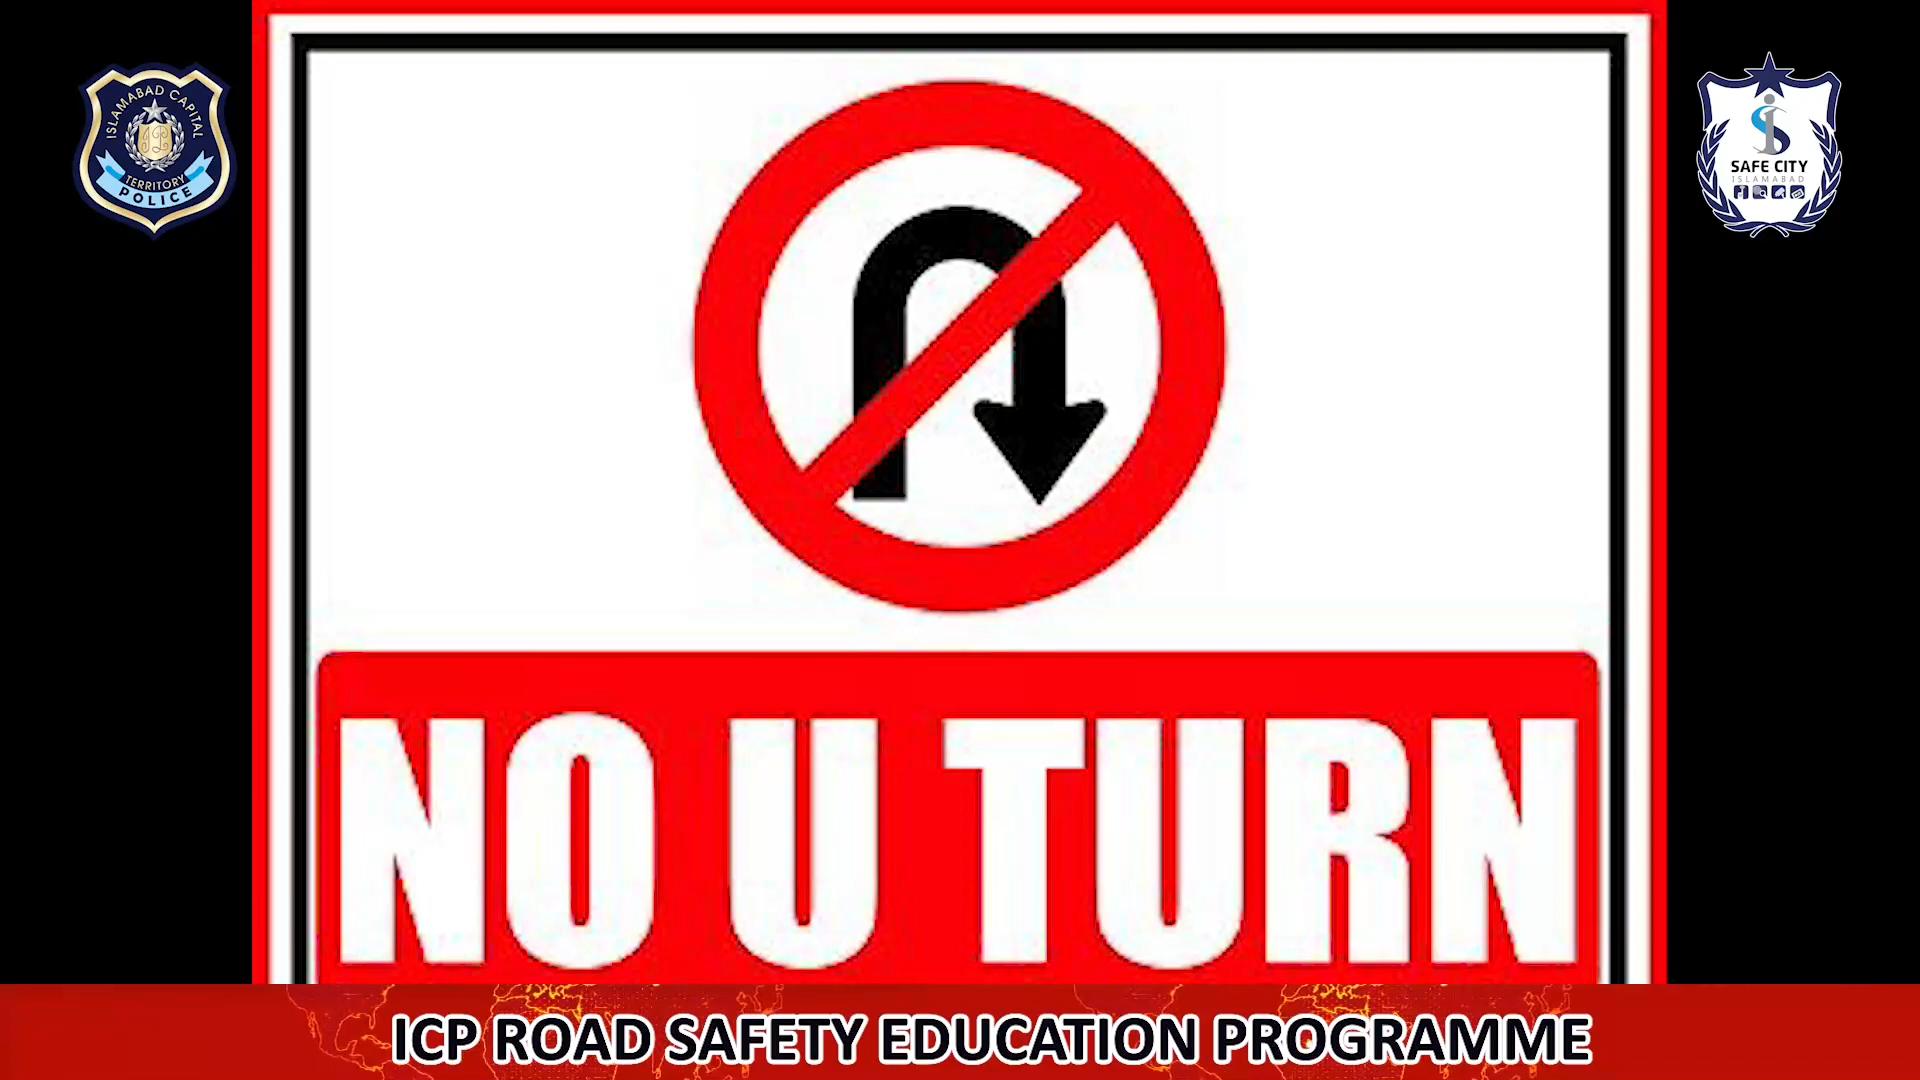 ISLAMABAD CAPITAL
TERRITORY
POLICE
SAFE CITY
ISLAMABAD
NO U TURN
ICP ROAD SAFETY EDUCATION PROGRAMME